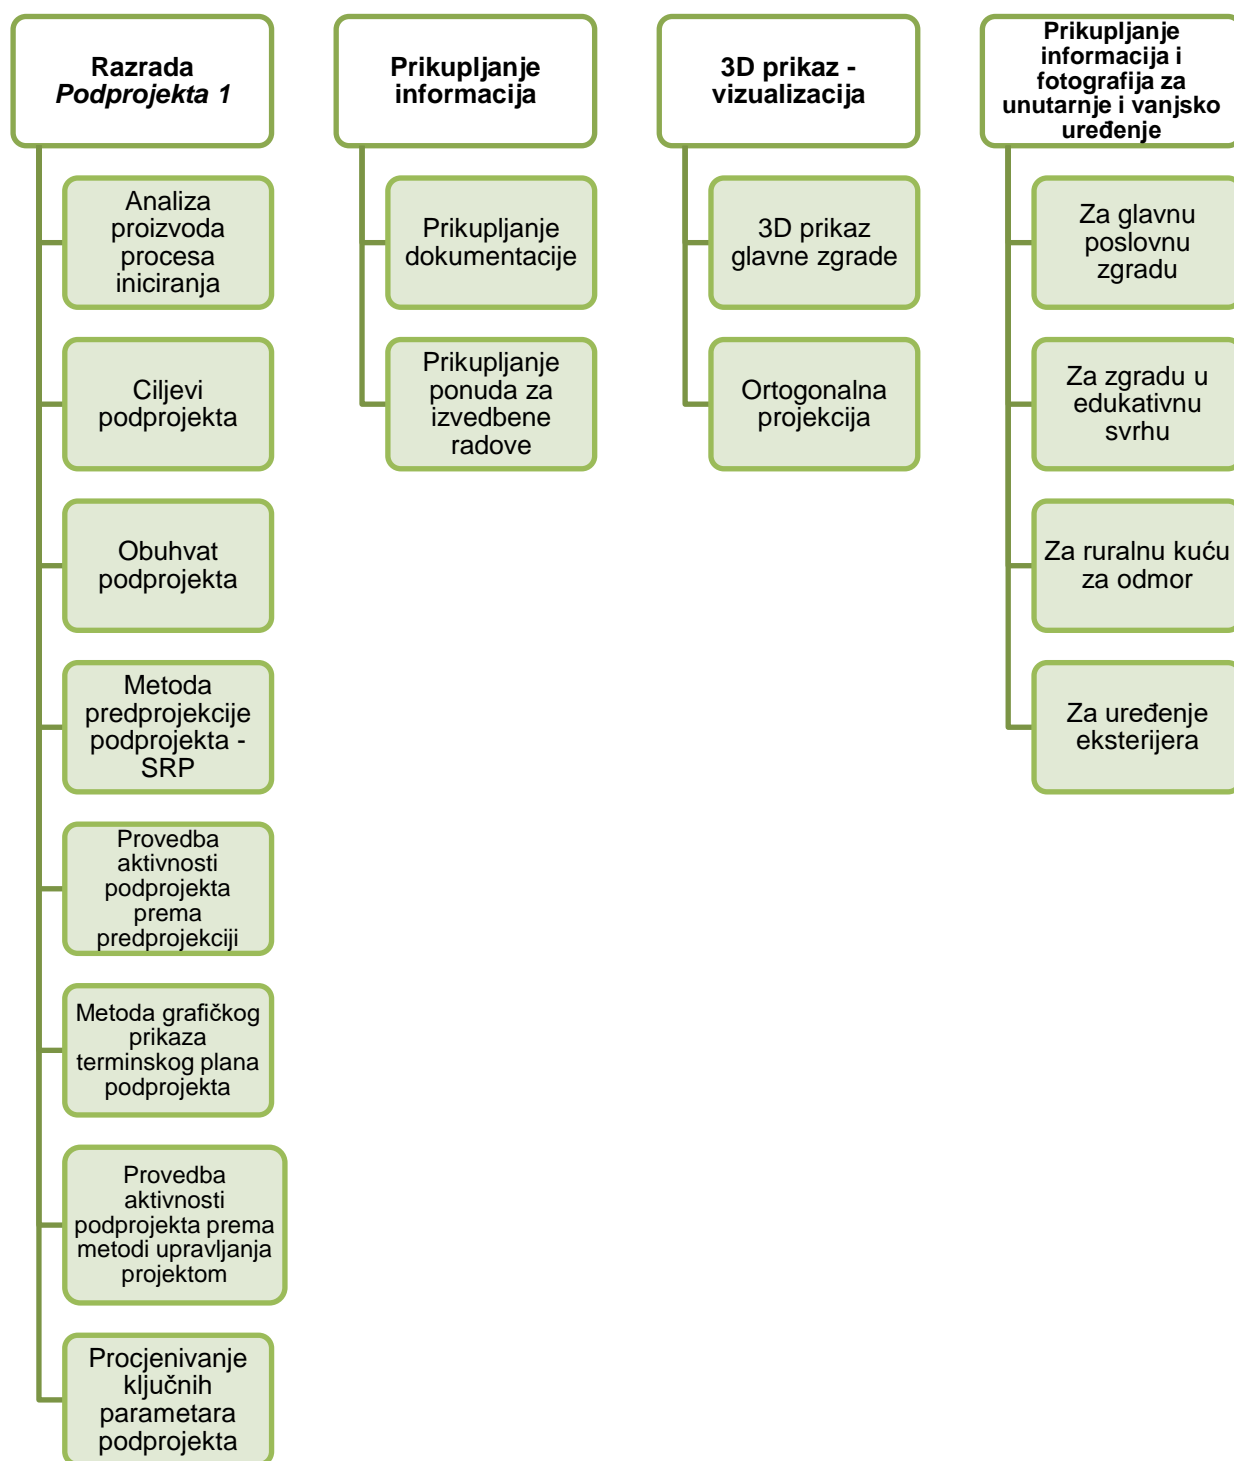 Razrada
Podprojekta 1
Analiza
proizvoda
procesa
iniciranja
Ciljevi
podprojekta
Obuhvat
podprojekta
Metoda
predprojekcije
podprojekta -
SRP
Provedba
aktivnosti
podprojekta
prema
predprojekciji
Metoda grafičkog
prikaza
terminskog plana
podprojekta
Provedba
aktivnosti
podprojekta prema
metodi upravljanja
projektom
Procjenivanje
ključnih
parametara
podprojekta
Prikupljanje
informacija
Prikupljanje
dokumentacije
Prikupljanje
ponuda za
izvedbene
radove
3D prikaz -
vizualizacija
3D prikaz
glavne zgrade
Ortogonalna
projekcija
Prikupljanje
informacija i
fotografija za
unutarnje i vanjsko
uređenje
Za glavnu
poslovnu
zgradu
Za zgradu u
edukativnu
svrhu
Za ruralnu kuću
za odmor
Za uređenje
eksterijera